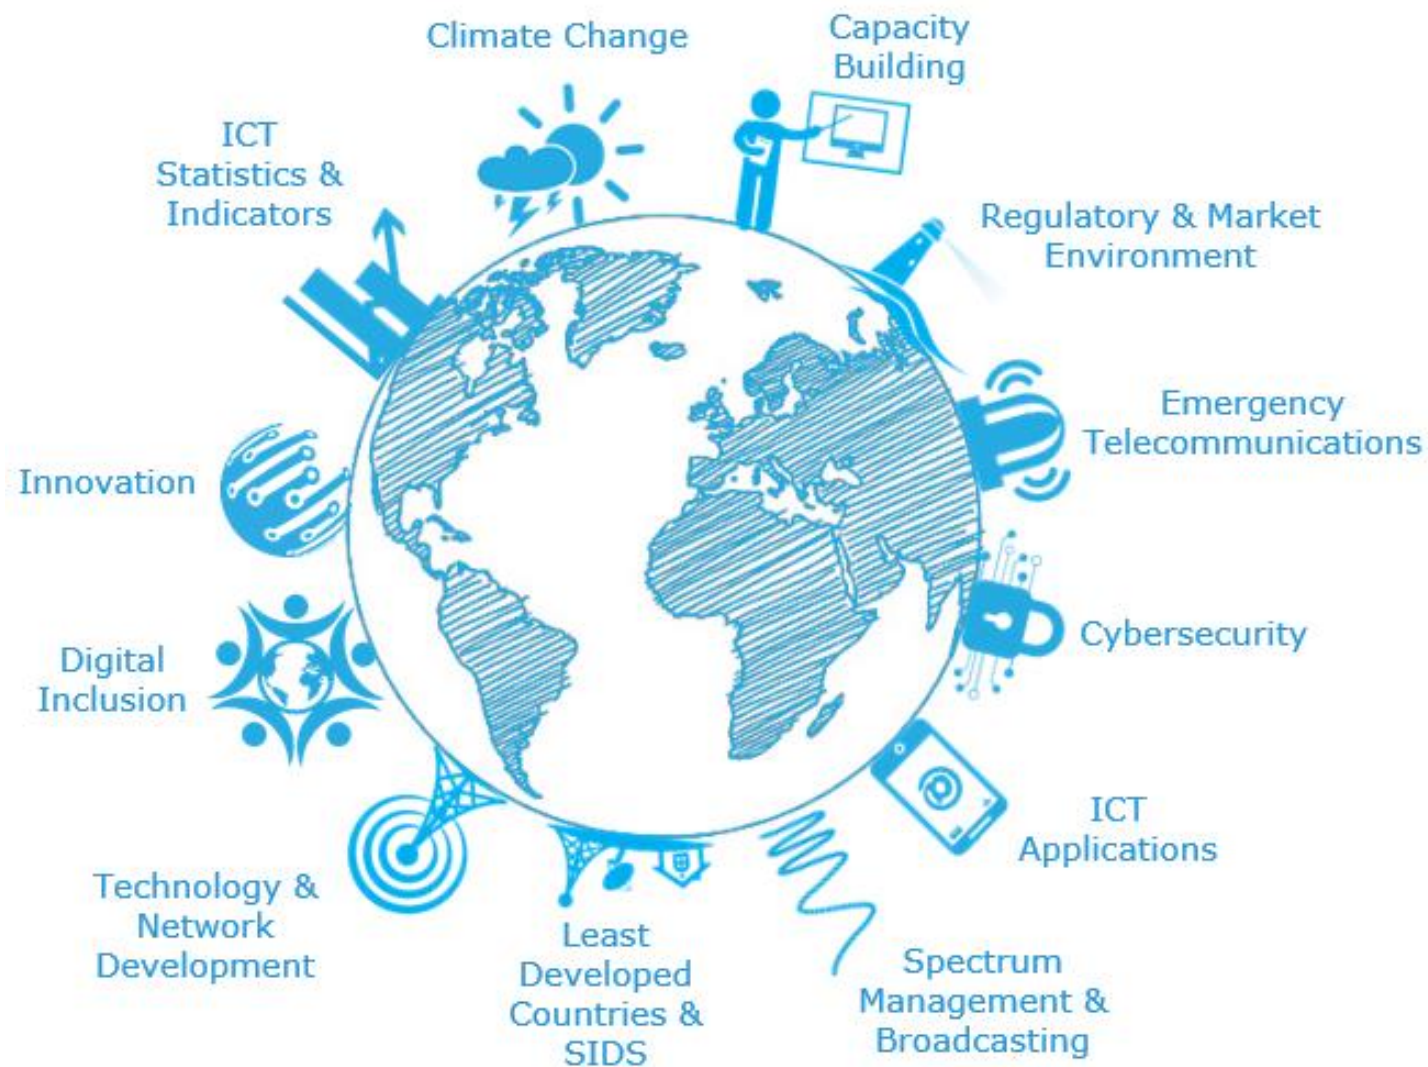 Climate Change
Capacity
Building
ICT
Statistics &
Indicators
Regulatory & Market
Environment
Emergency
Telecommunications
Innovation
Cybersecurity
Digital
Inclusion
ICT
Applications
Technology &
Network
Development
Least
Developed
Countries &
SIDS
Spectrum
Management &
Broadcasting